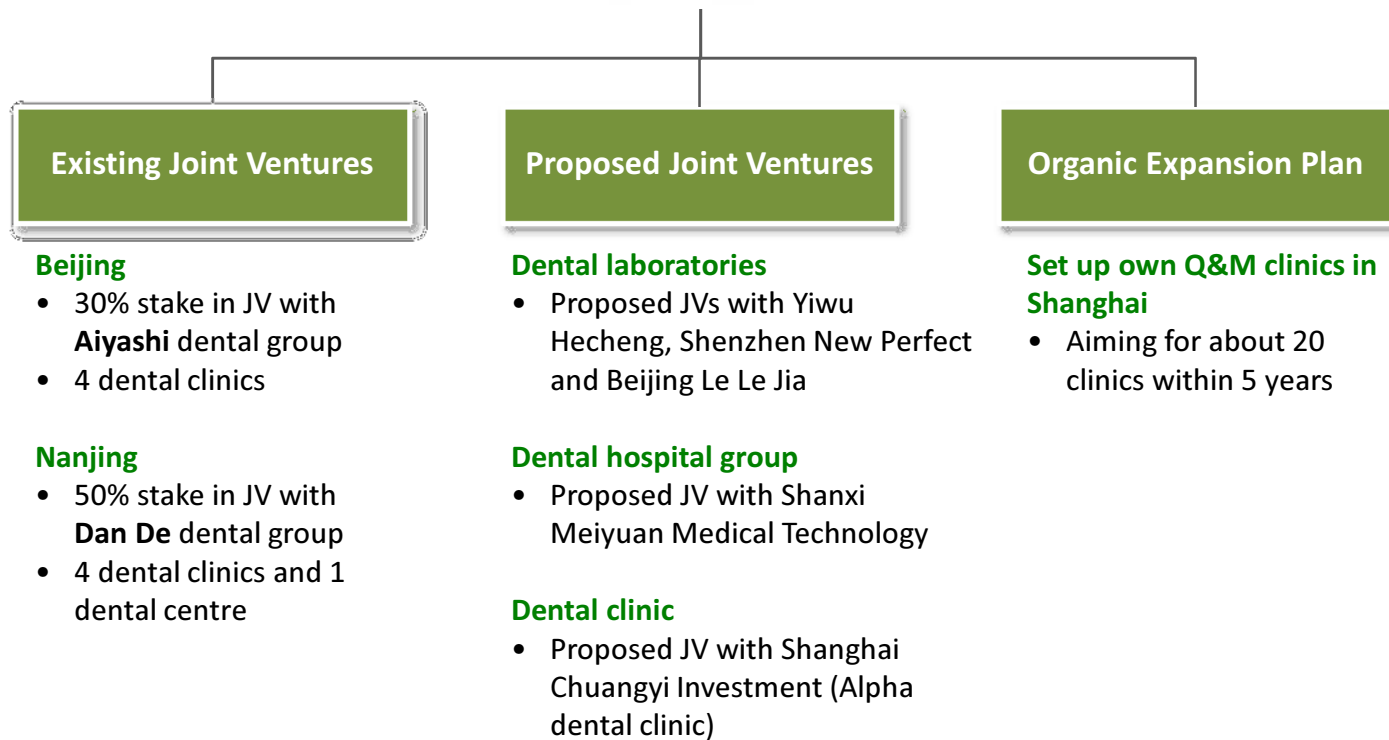 Existing Joint Ventures
Beijing
• 30% stake in JV with
Aiyashi dental group
• 4 dental clinics
Nanjing
• 50% stake in JV with
Dan De dental group
• 4 dental clinics and 1
dental centre
Proposed Joint Ventures
Dental laboratories
• Proposed JVs with Yiwu
Hecheng, Shenzhen New Perfect
and Beijing Le Le Jia
Dental hospital group
• Proposed JV with Shanxi
Meiyuan Medical Technology
Dental clinic
• Proposed JV with Shanghai
Chuangyi Investment (Alpha
dental clinic)
Organic Expansion Plan
Set up own Q&M clinics in
Shanghai
• Aiming for about 20
clinics within 5 years